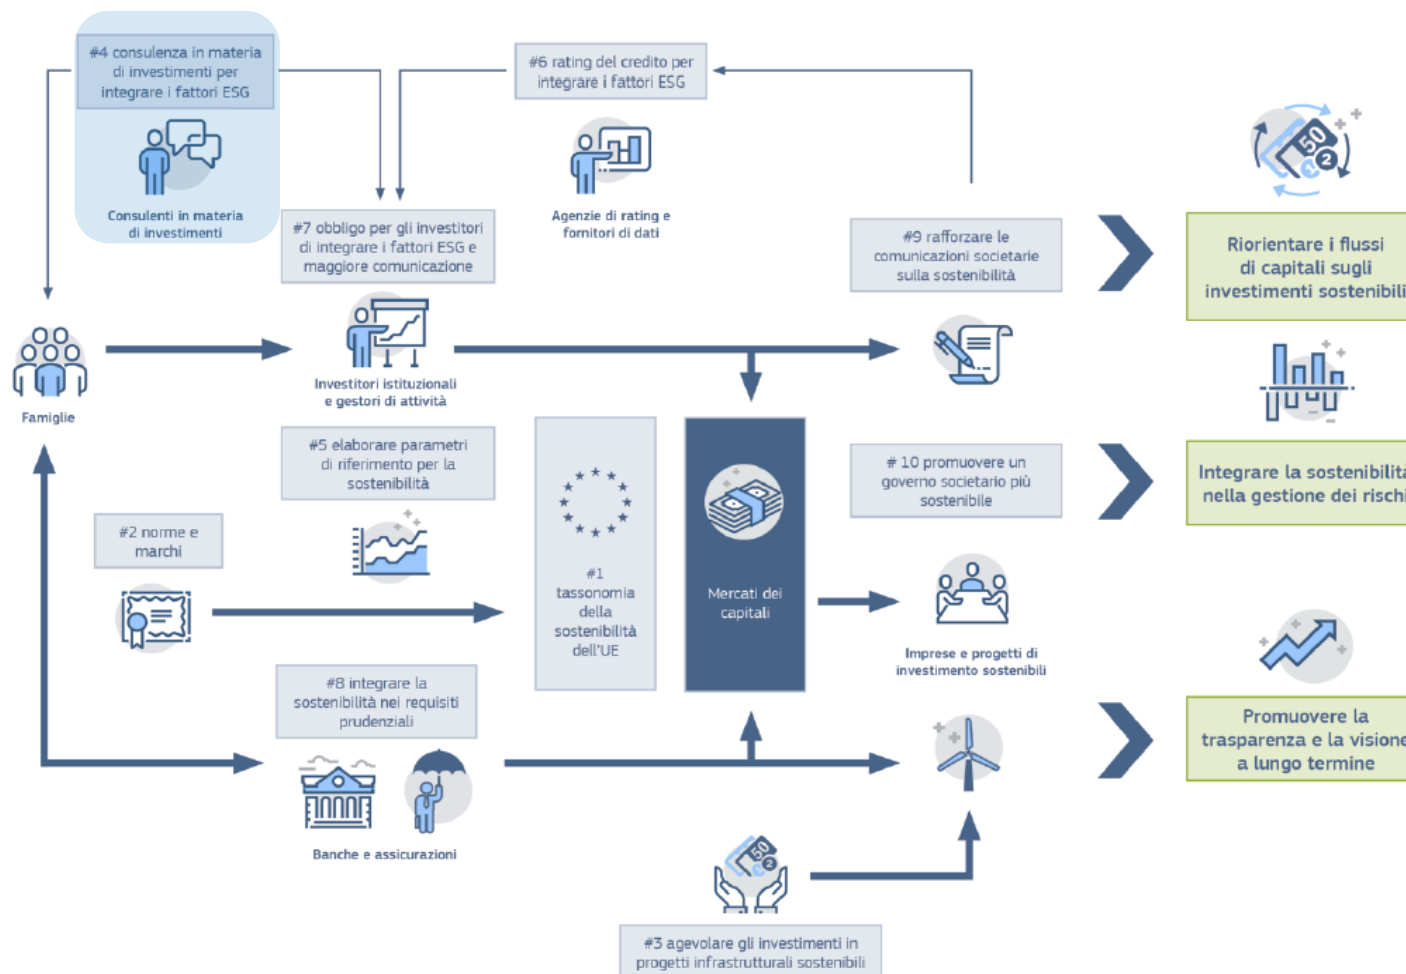 #4 consulenza in materia
di investimenti per
integrare i fattori ESG
Consulenti in materia
di investimenti
#6 rating del credito per
integrare i fattori ESG
Agenzie di rating e
fornitori di dati
#7 obbligo per gli investitori
di integrare i fattori ESG e
maggiore comunicazione
#9 rafforzare le
comunicazioni societarie
sulla sostenibilità
Riorientare i flussi
di capitali sugli
investimenti sostenibili
Famiglie
Investitori istituzionali
e gestori di attività
#5 elaborare parametri
di riferimento per la
sostenibilità
#2 norme e
marchi
#1
tassonomia
della
sostenibilità
dell'UE
Mercati dei
capitali
# 10 promuovere un
governo societario più
sostenibile
Integrare la sostenibilità
nella gestione dei rischi
Imprese e progetti di
investimento sostenibili
#8 integrare la
sostenibilità nei requisiti
prudenziali
Banche e assicurazioni
Promuovere la
trasparenza e la visione
a lungo termine
#3 agevolare gli investimenti in
progetti infrastrutturali sostenibili
50
2
50
2